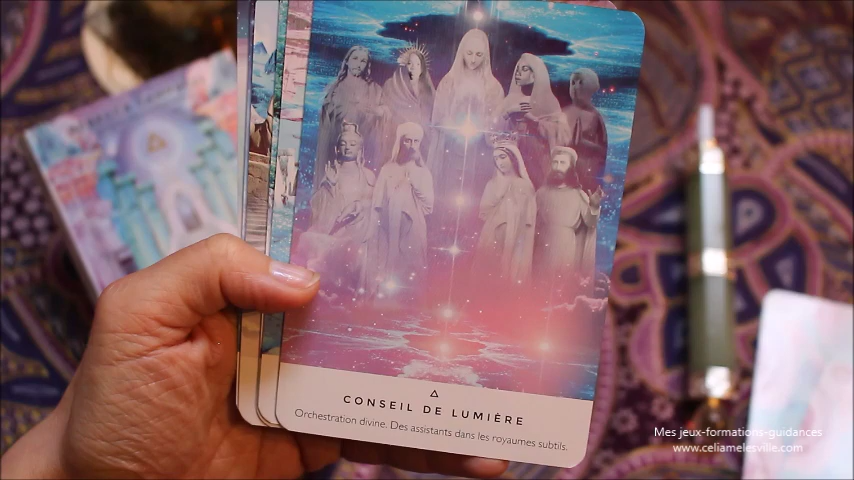 CONSEIL DE LUMIÈRE
Orchestration divine. Des assistants dans les royaumes subtils.
Mes jeux-formations-guidances
www.celiamelesville.com